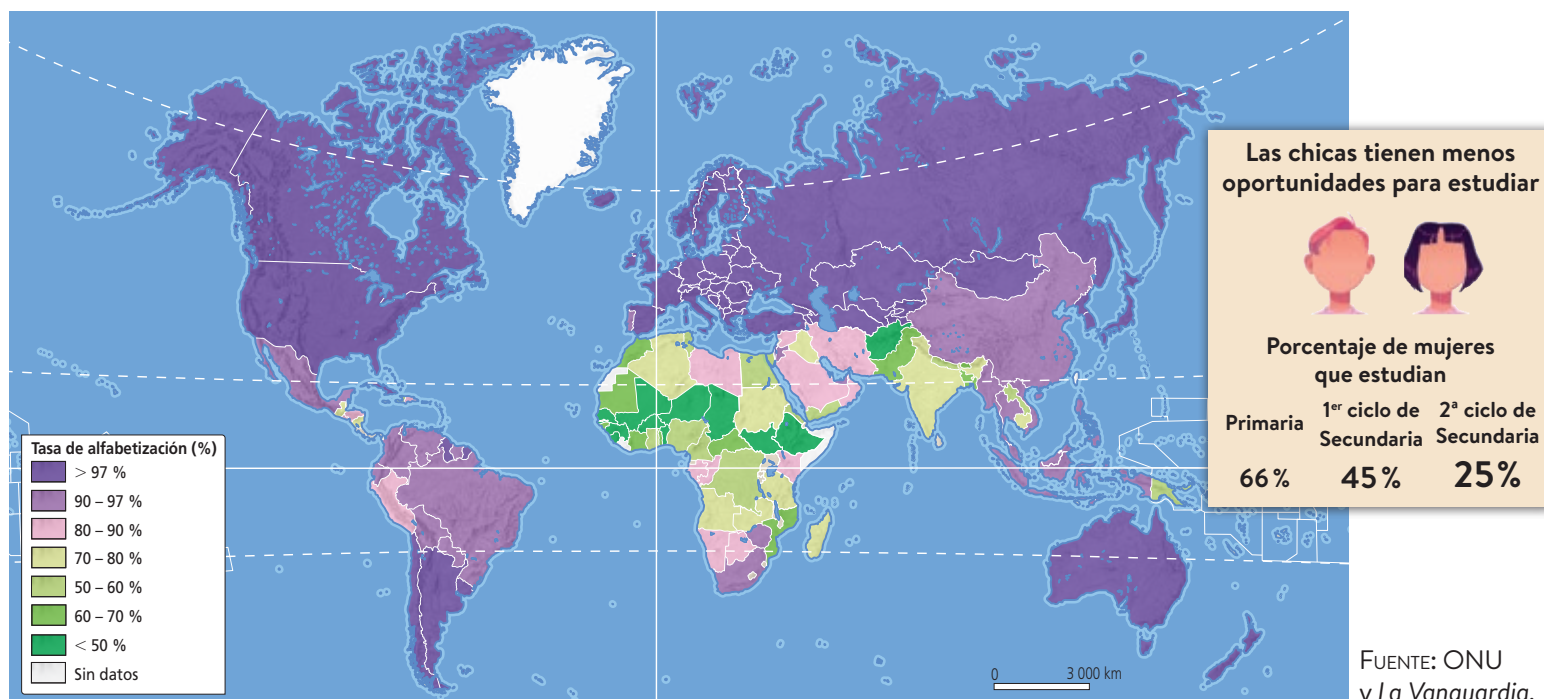 Tasa de alfabetización (%)
> 97 %
90 – 97 %
80 – 90 %
70 – 80 %
50 – 60 %
60 – 70 %
< 50 %
Sin datos
0 3 000 km
Las chicas tienen menos
oportunidades para estudiar
Porcentaje de mujeres
que estudian
Primaria
66 %
1er ciclo de
Secundaria
45 %
2ª ciclo de
Secundaria
25 %
FUENTE: ONU
y La Vanguardia.